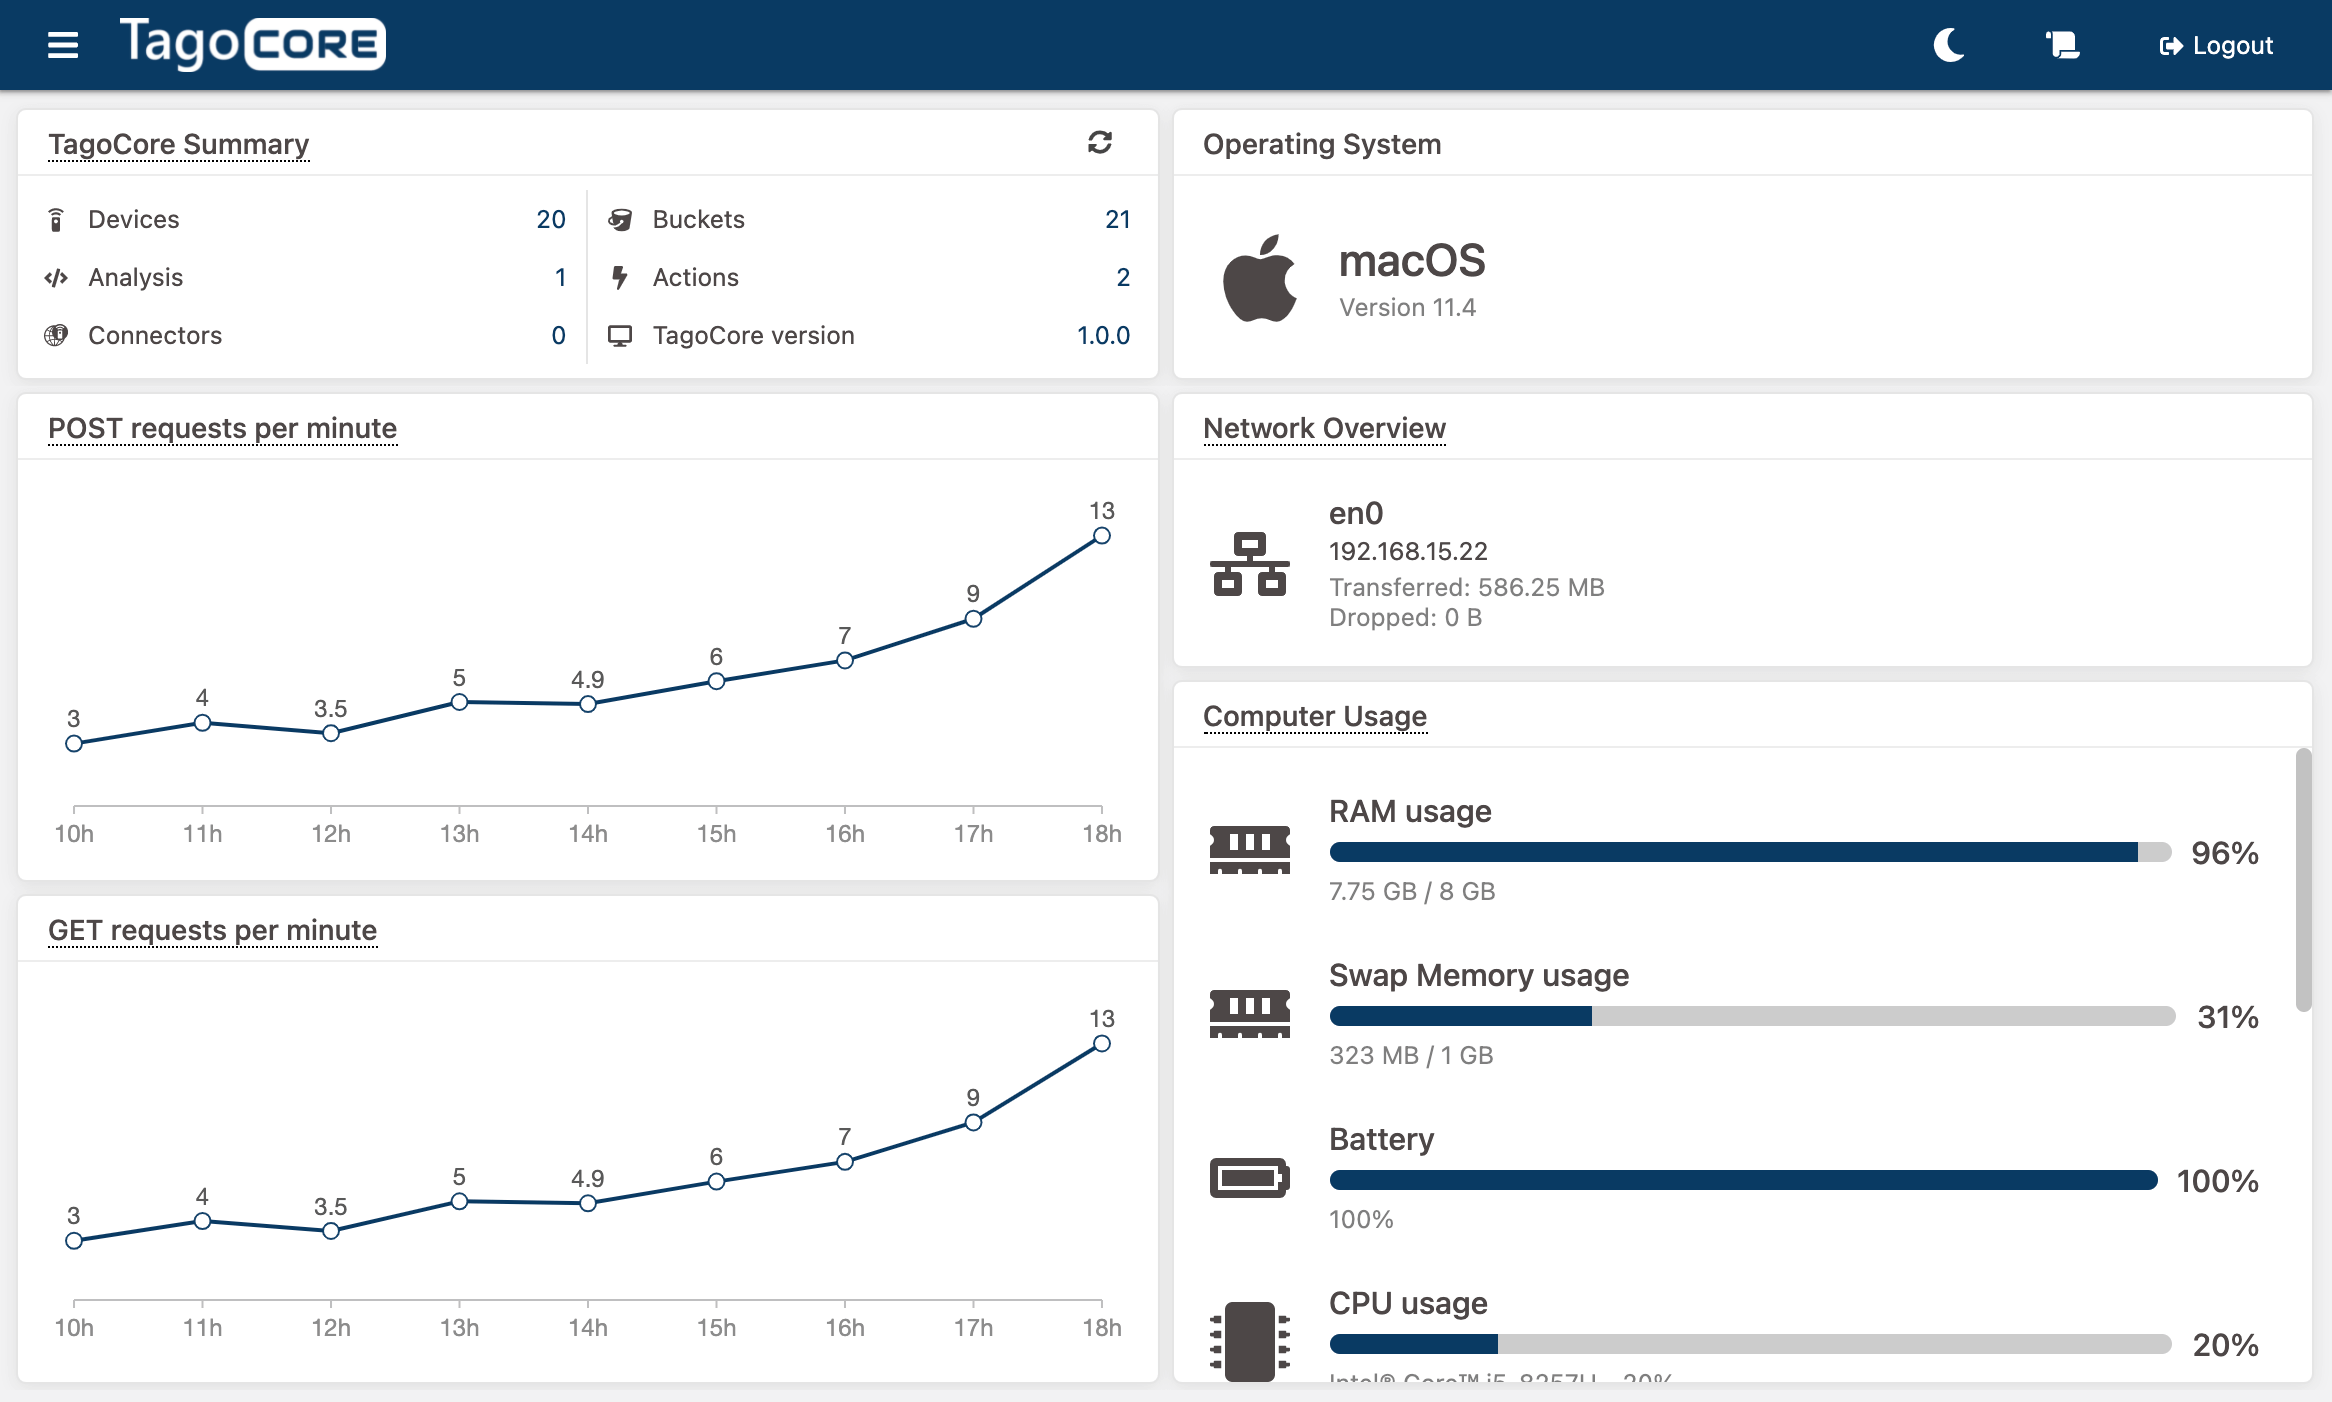 TagoCORE
Logout
TagoCore Summary
Devices 20
Buckets 21
Analysis 1
Actions 2
Connectors 0
TagoCore version 1.0.0
Operating System
macOS
Version 11.4
POST requests per minute
3 4 3.5 5 4.9 6 7 9 13
10h 11h 12h 13h 14h 15h 16h 17h 18h
Network Overview
en0
192.168.15.22
Transferred: 586.25 MB
Dropped: 0 B
GET requests per minute
3 4 3.5 5 4.9 6 7 9 13
10h 11h 12h 13h 14h 15h 16h 17h 18h
Computer Usage
RAM usage
96%
7.75 GB / 8 GB
Swap Memory usage
31%
323 MB / 1 GB
Battery
100%
100%
CPU usage
20%
Intel® Core™ i5-8257U